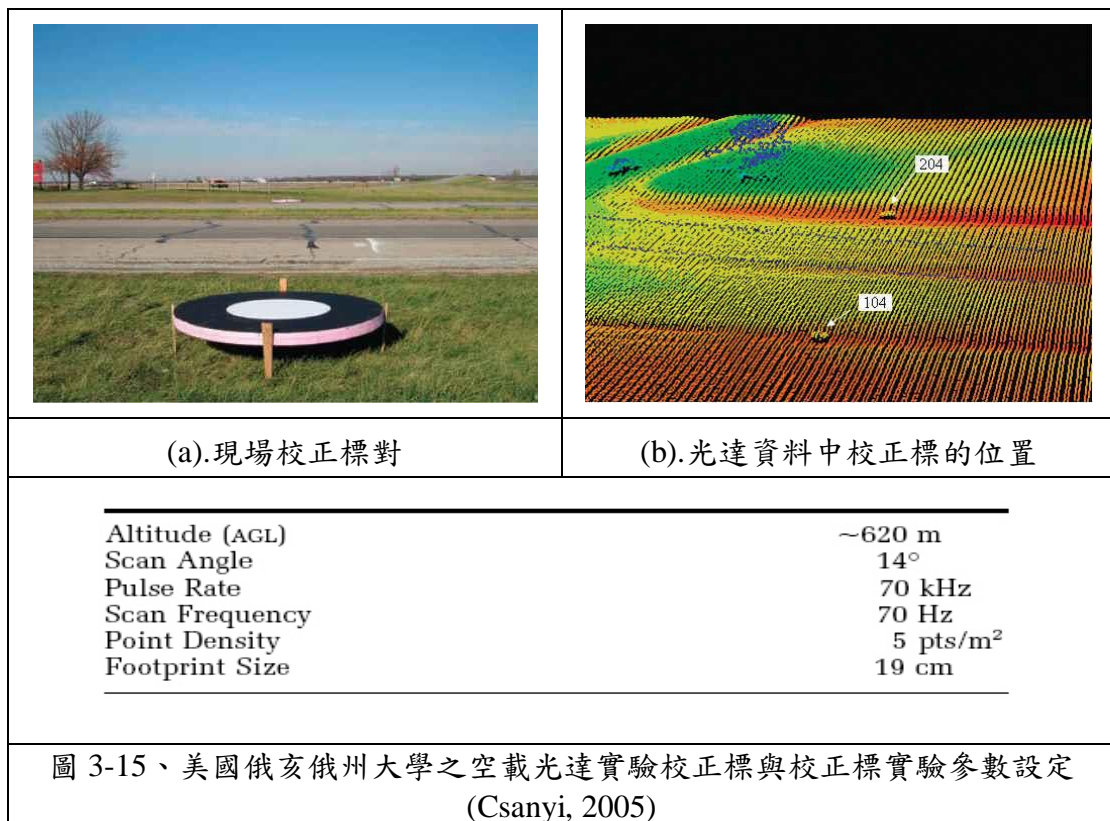 204
104
(a).現場校正標對
(b).光達資料中校正標的位置
Altitude (AGL) ~620 m
Scan Angle 14°
Pulse Rate 70 kHz
Scan Frequency 70 Hz
Point Density 5 pts/m²
Footprint Size 19 cm
圖 3-15、美國俄亥俄州大學之空載光達實驗校正標與校正標實驗參數設定
(Csanyi, 2005)